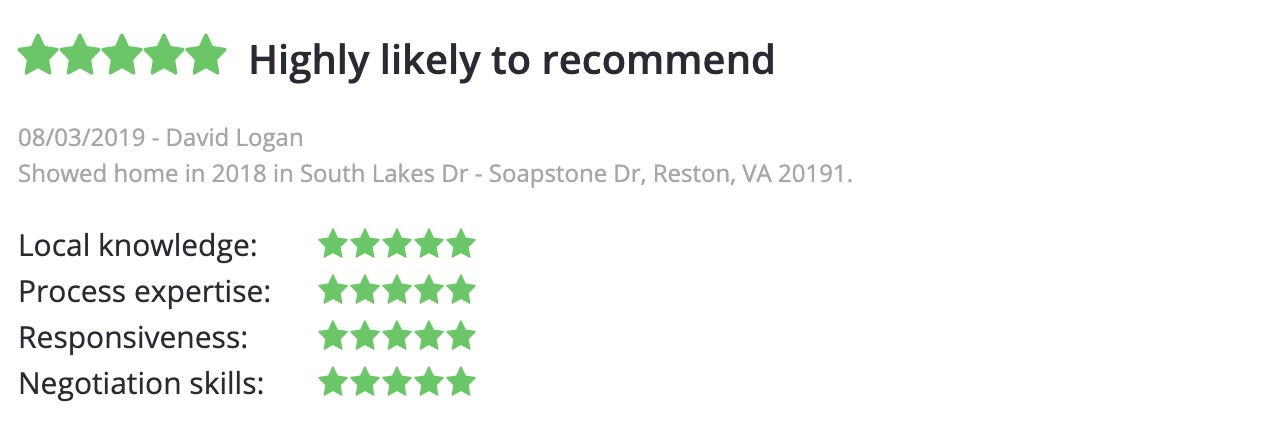 Highly likely to recommend
08/03/2019 - David Logan
Showed home in 2018 in South Lakes Dr - Soapstone Dr, Reston, VA 20191.
Local knowledge:
Process expertise:
Responsiveness:
Negotiation skills: